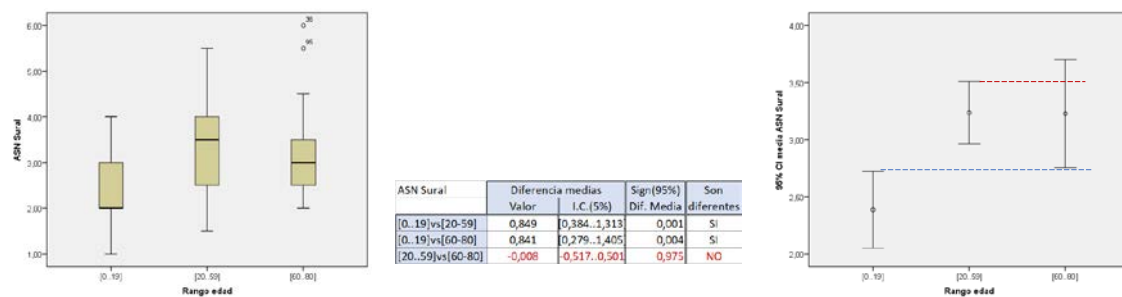 6,00
5,00
4,00
3,00
2,00
1,00
ASN Sural
[0..19]
[20..59]
[60..80]
Rango edad
36
95
ASN Sural Diferencia medias Sign(95%) Son
Valor I.C.(5%) Dif. Media diferentes
[0..19]vs[20-59] 0,849 [0,384..1,313] 0,001 SI
[0..19]vs[60-80] 0,841 [0,279..1,405] 0,004 SI
[20..59]vs[60-80] -0,008 -0,517..0,501 0,975 NO
4,00
3,50
3,00
2,50
2,00
95% CI media ASN Sural
[0..19]
[20..59]
[60..80]
Rango edad